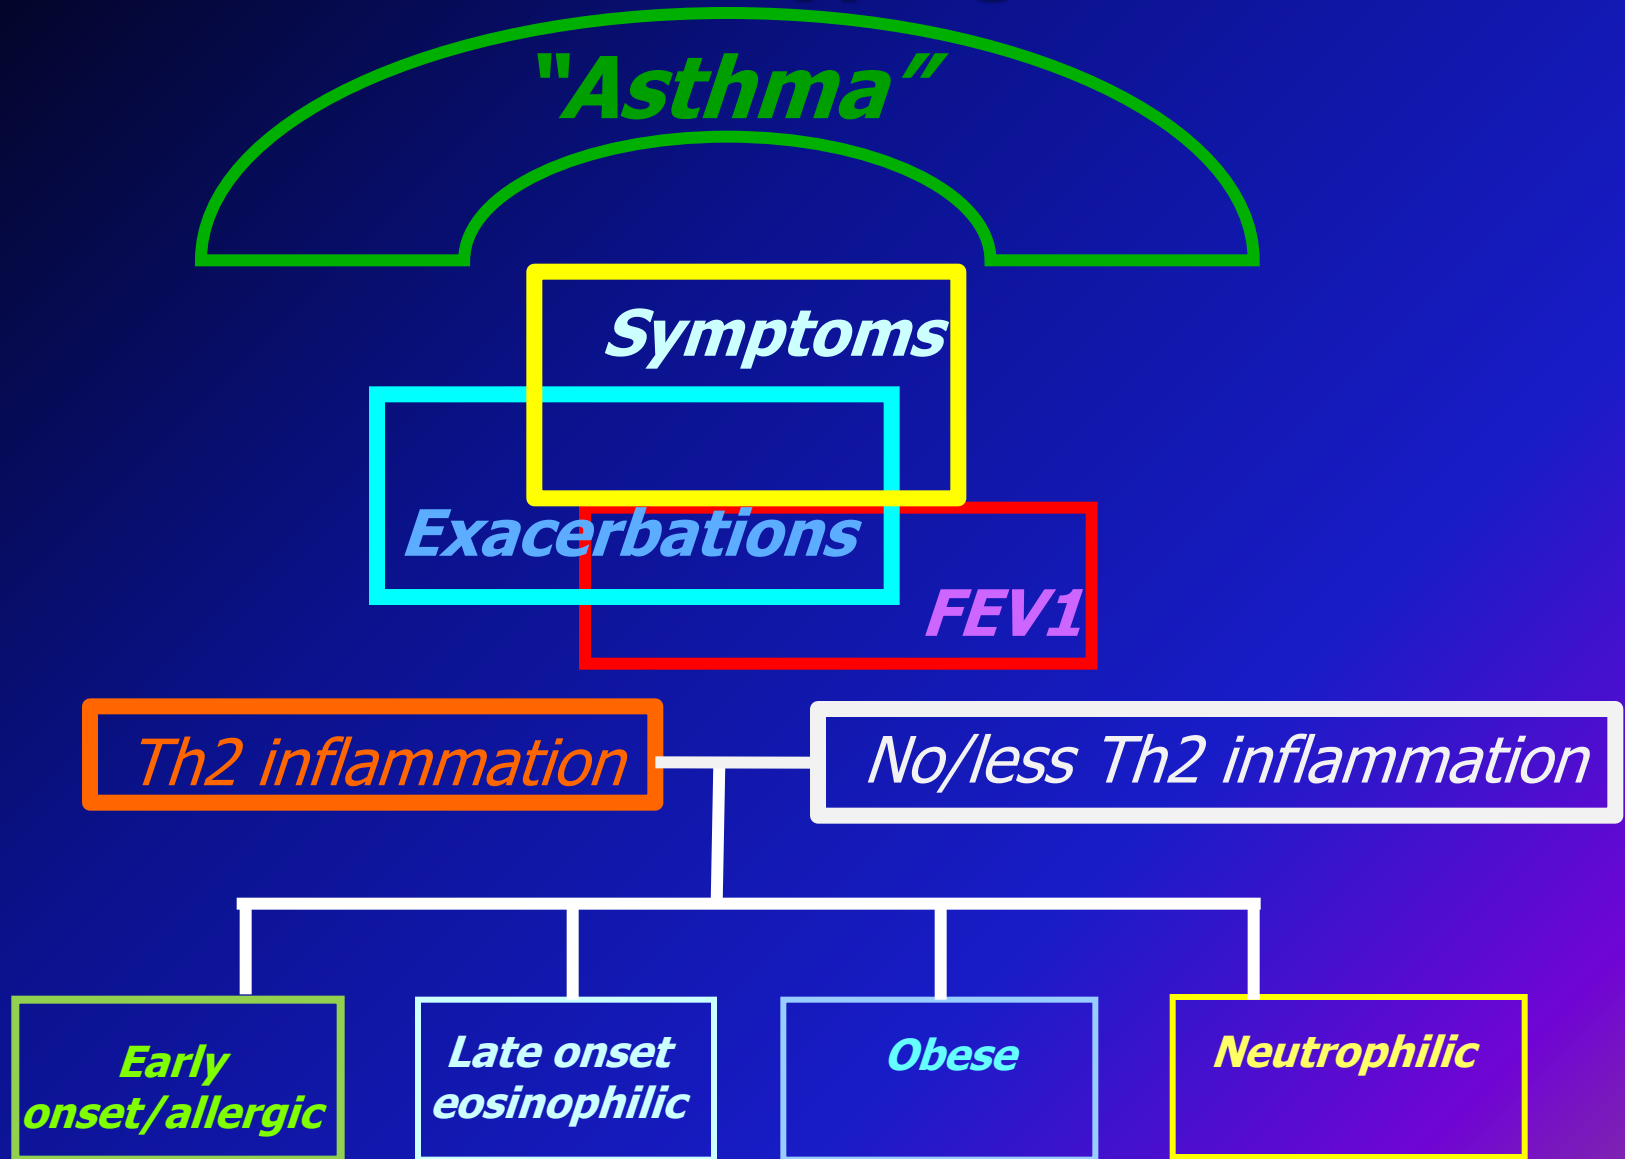 “Asthma”
Symptoms
Exacerbations
FEV1
Th2 inflammation
No/less Th2 inflammation
Early
onset/allergic
Late onset
eosinophilic
Obese
Neutrophilic